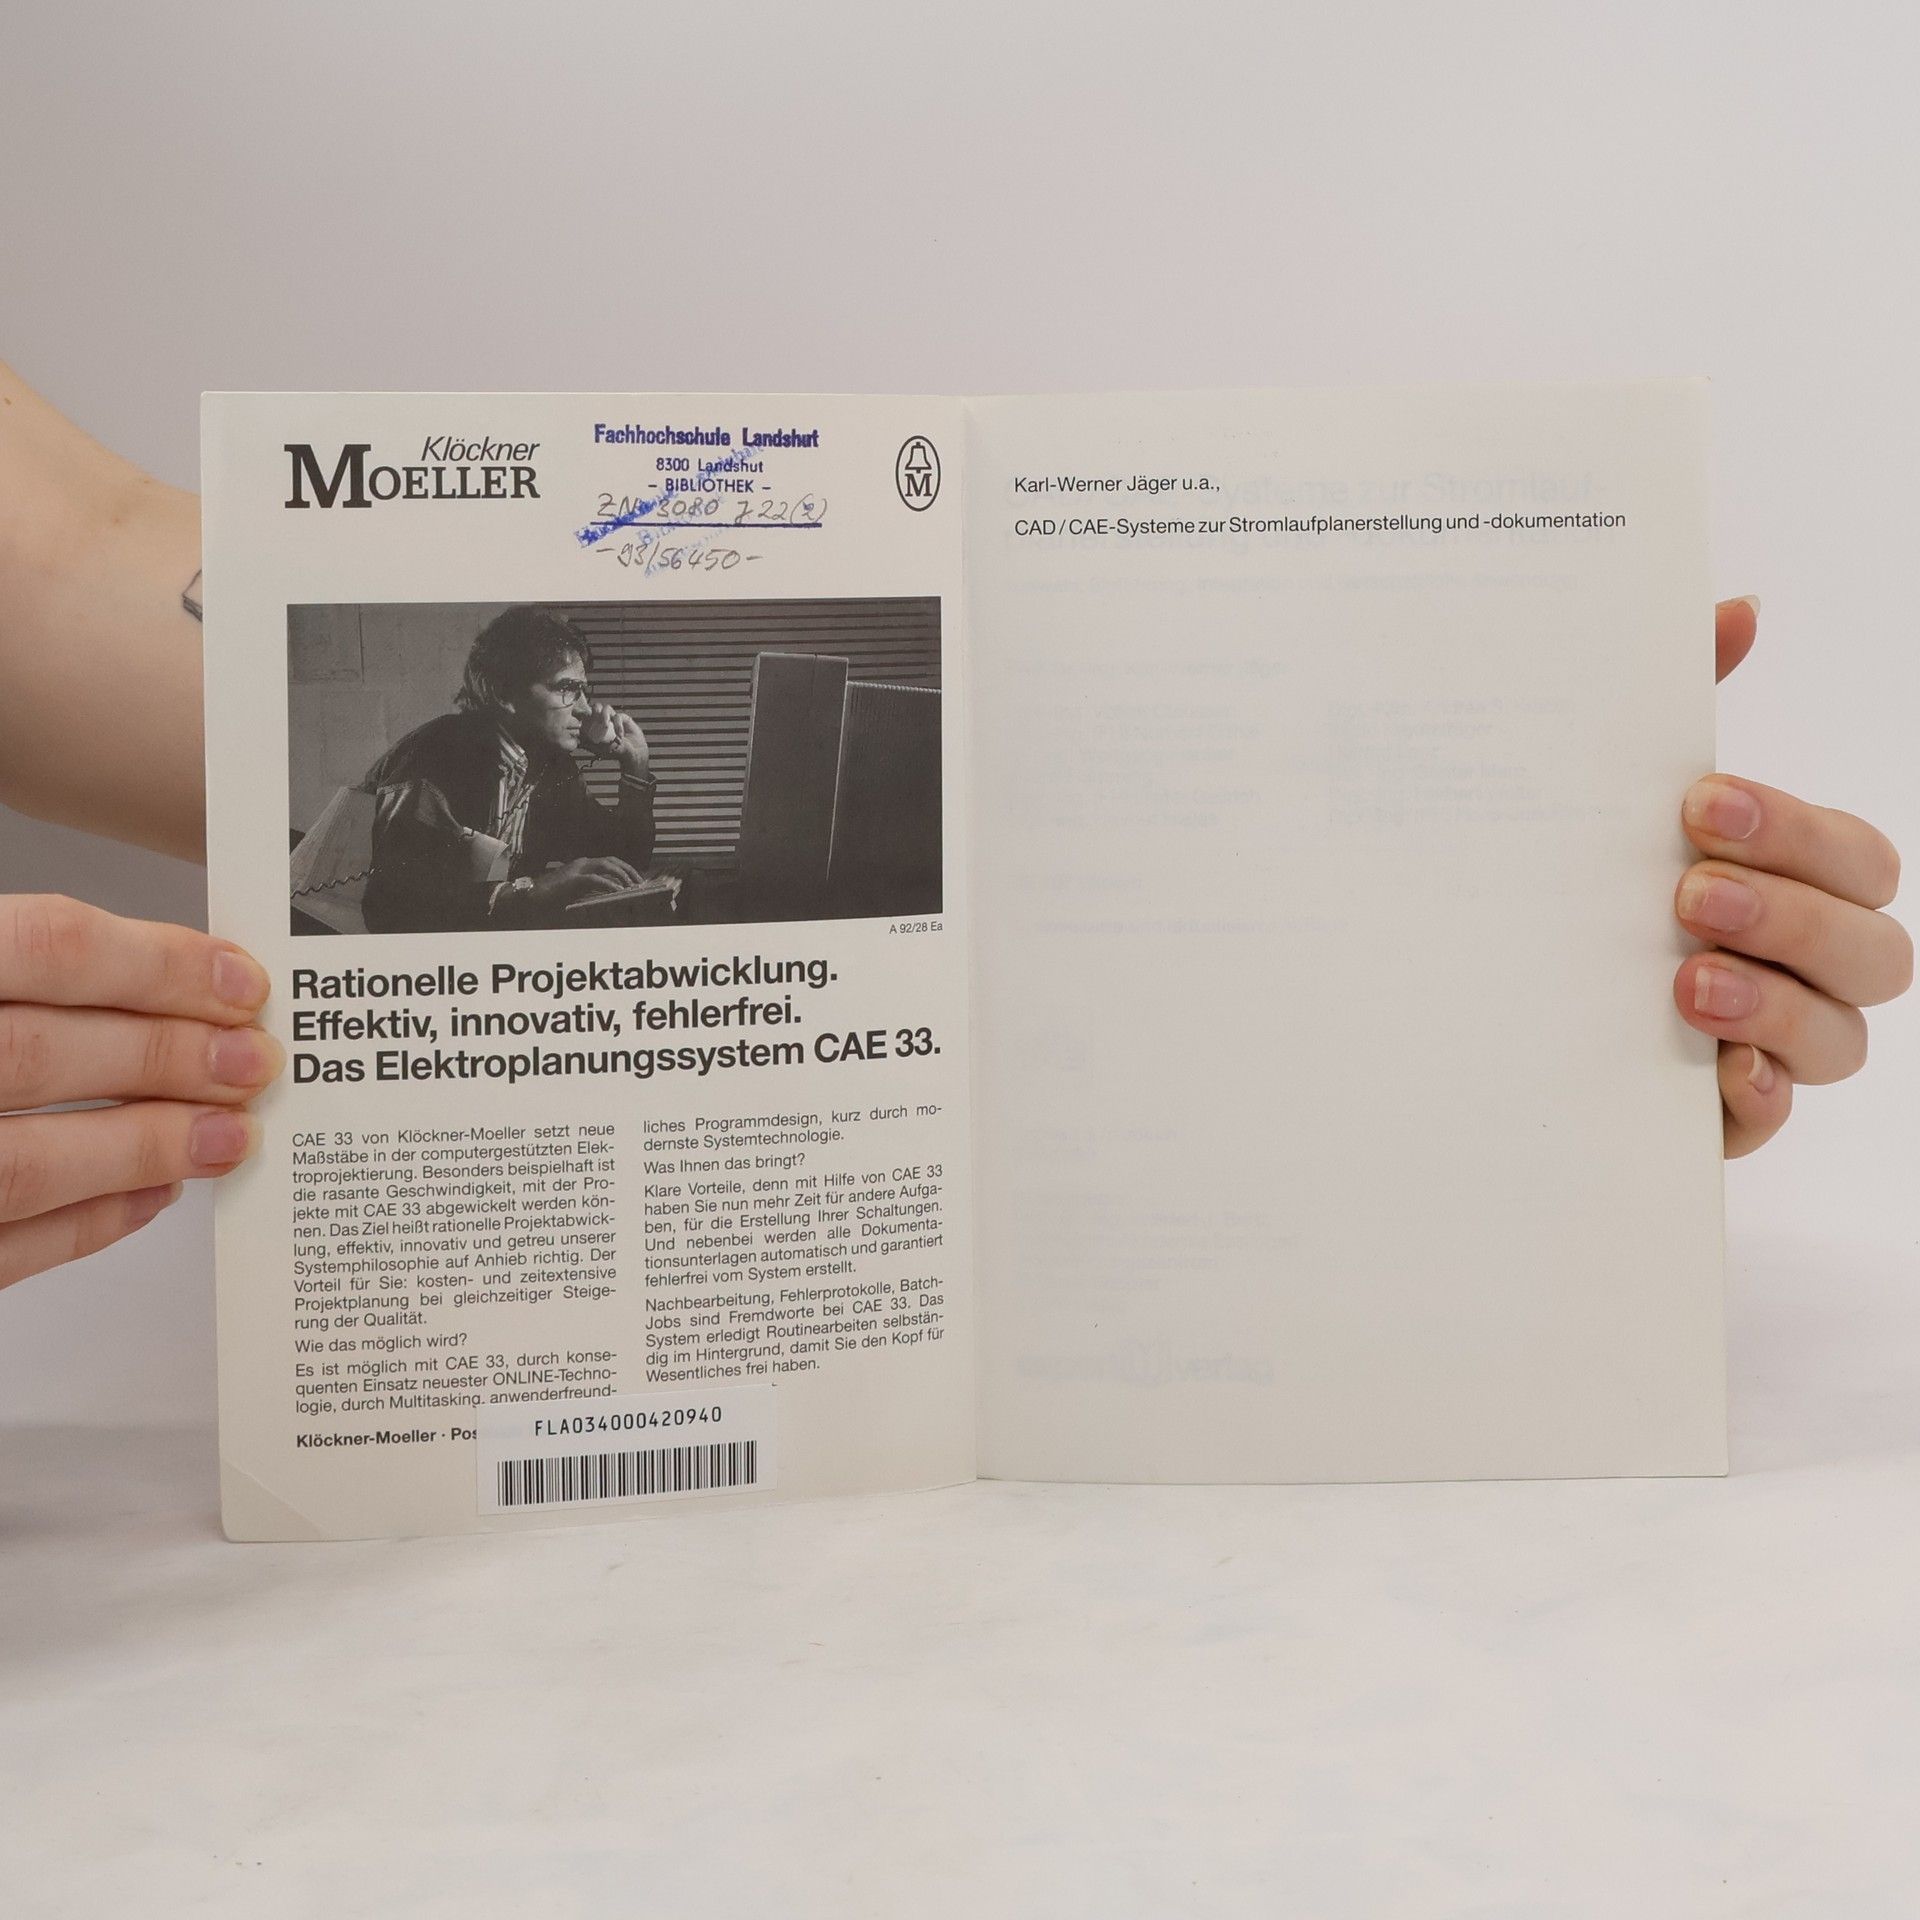 Klöckner
MOELLER
Fachhochschule Landshut
8300 Landshut
- BIBLIOTHEK -
ZN 3080 J22(2)
-93/56450-
M
A 92/28 Ea
Rationelle Projektabwicklung.
Effektiv, innovativ, fehlerfrei.
Das Elektroplanungssystem CAE 33.
CAE 33 von Klöckner-Moeller setzt neue
Maßstäbe in der computergestützten Elek-
troprojektierung. Besonders beispielhaft ist
die rasante Geschwindigkeit, mit der Pro-
jekte mit CAE 33 abgewickelt werden kön-
nen. Das Ziel heißt rationelle Projektabwick-
lung, effektiv, innovativ und getreu unserer
Systemphilosophie auf Anhieb richtig. Der
Vorteil für Sie: kosten- und zeitextensive
Projektplanung bei gleichzeitiger Steige-
rung der Qualität.
Wie das möglich wird?
Es ist möglich mit CAE 33, durch konse-
quenten Einsatz neuester ONLINE-Techno-
logie, durch Multitasking, anwenderfreund-
liches Programmdesign, kurz durch mo-
dernste Systemtechnologie.
Was Ihnen das bringt?
Klare Vorteile, denn mit Hilfe von CAE 33
haben Sie nun mehr Zeit für andere Aufga-
ben, für die Erstellung Ihrer Schaltungen.
Und nebenbei werden alle Dokumenta-
tionsunterlagen automatisch und garantiert
fehlerfrei vom System erstellt.
Nachbearbeitung, Fehlerprotokolle, Batch-
Jobs sind Fremdworte bei CAE 33. Das
System erledigt Routinearbeiten selbstän-
dig im Hintergrund, damit Sie den Kopf für
Wesentliches frei haben.
Klöckner-Moeller · Pos
FLA034000420940
Karl-Werner Jäger u.a.,
CAD/CAE-Systeme zur Stromlaufplanerstellung und -dokumentation